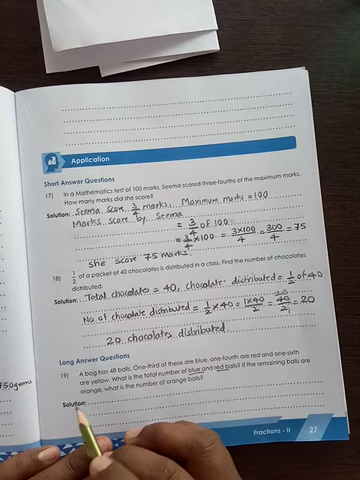 Application
Short Answer Questions
17) In a Mathematics test of 100 marks, Seema scored three-fourths of the maximum marks.
How many marks did she score?
Solution: Seema Score 3/4 marks. Maximum marks = 100
Marks score by Seema
= 3/4 of 100
= 3/4 × 100 = 3×100/4 = 300/4 = 75
She score 75 marks.
18) 1/2 of a packet of 40 chocolates is distributed in a class. Find the number of chocolates
distributed.
Solution: Total chocolates = 40, chocolate distributed = 1/2 of 40
No of chocolate distributed = 1/2 × 40 = 1×40/2 = 40/2 = 20
20
20 chocolates distributed.
Long Answer Questions
19) A bag has 48 balls. One-third of these are blue, one-fourth are red and one-sixth
are yellow. What is the total number of blue and red balls? If the remaining balls are
orange, what is the number of orange balls?
Solution:
750grams
Fractions - II 27